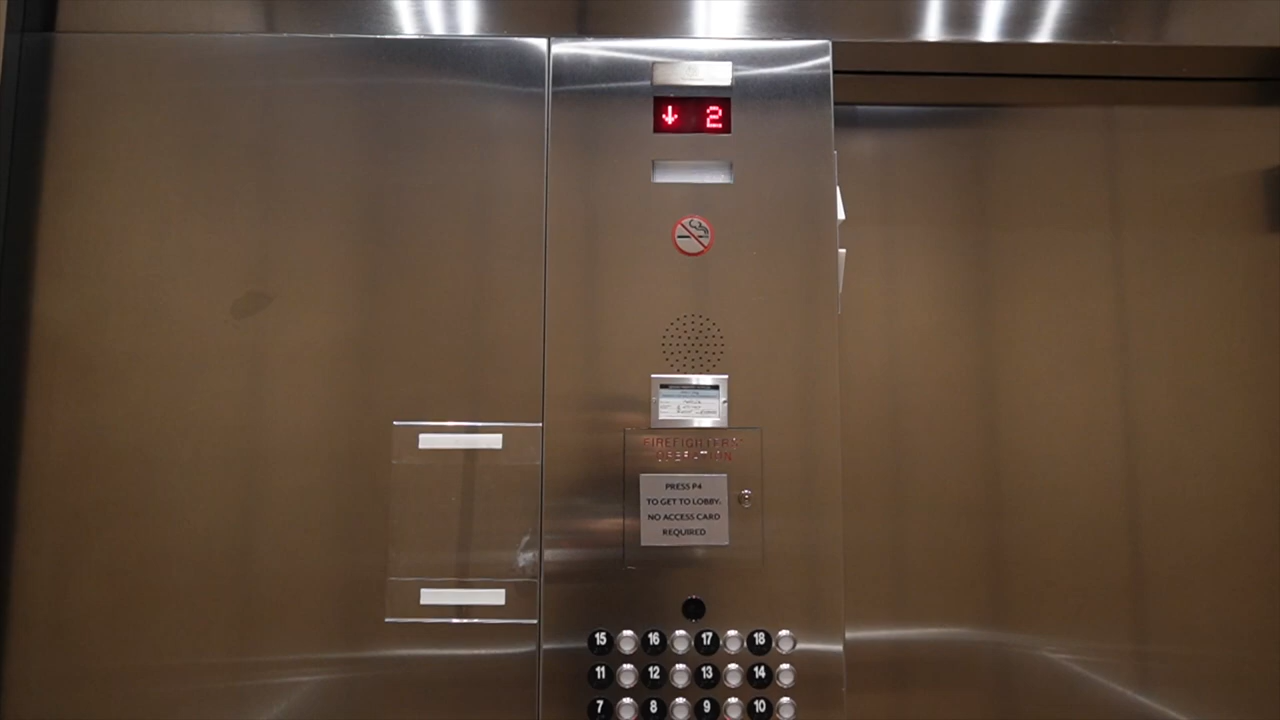 ↓ 2
FIREFIGHTERS'
OPERATION
PRESS P4
TO GET TO LOBBY.
NO ACCESS CARD
REQUIRED
15 16 17 18
11 12 13 14
7 8 9 10